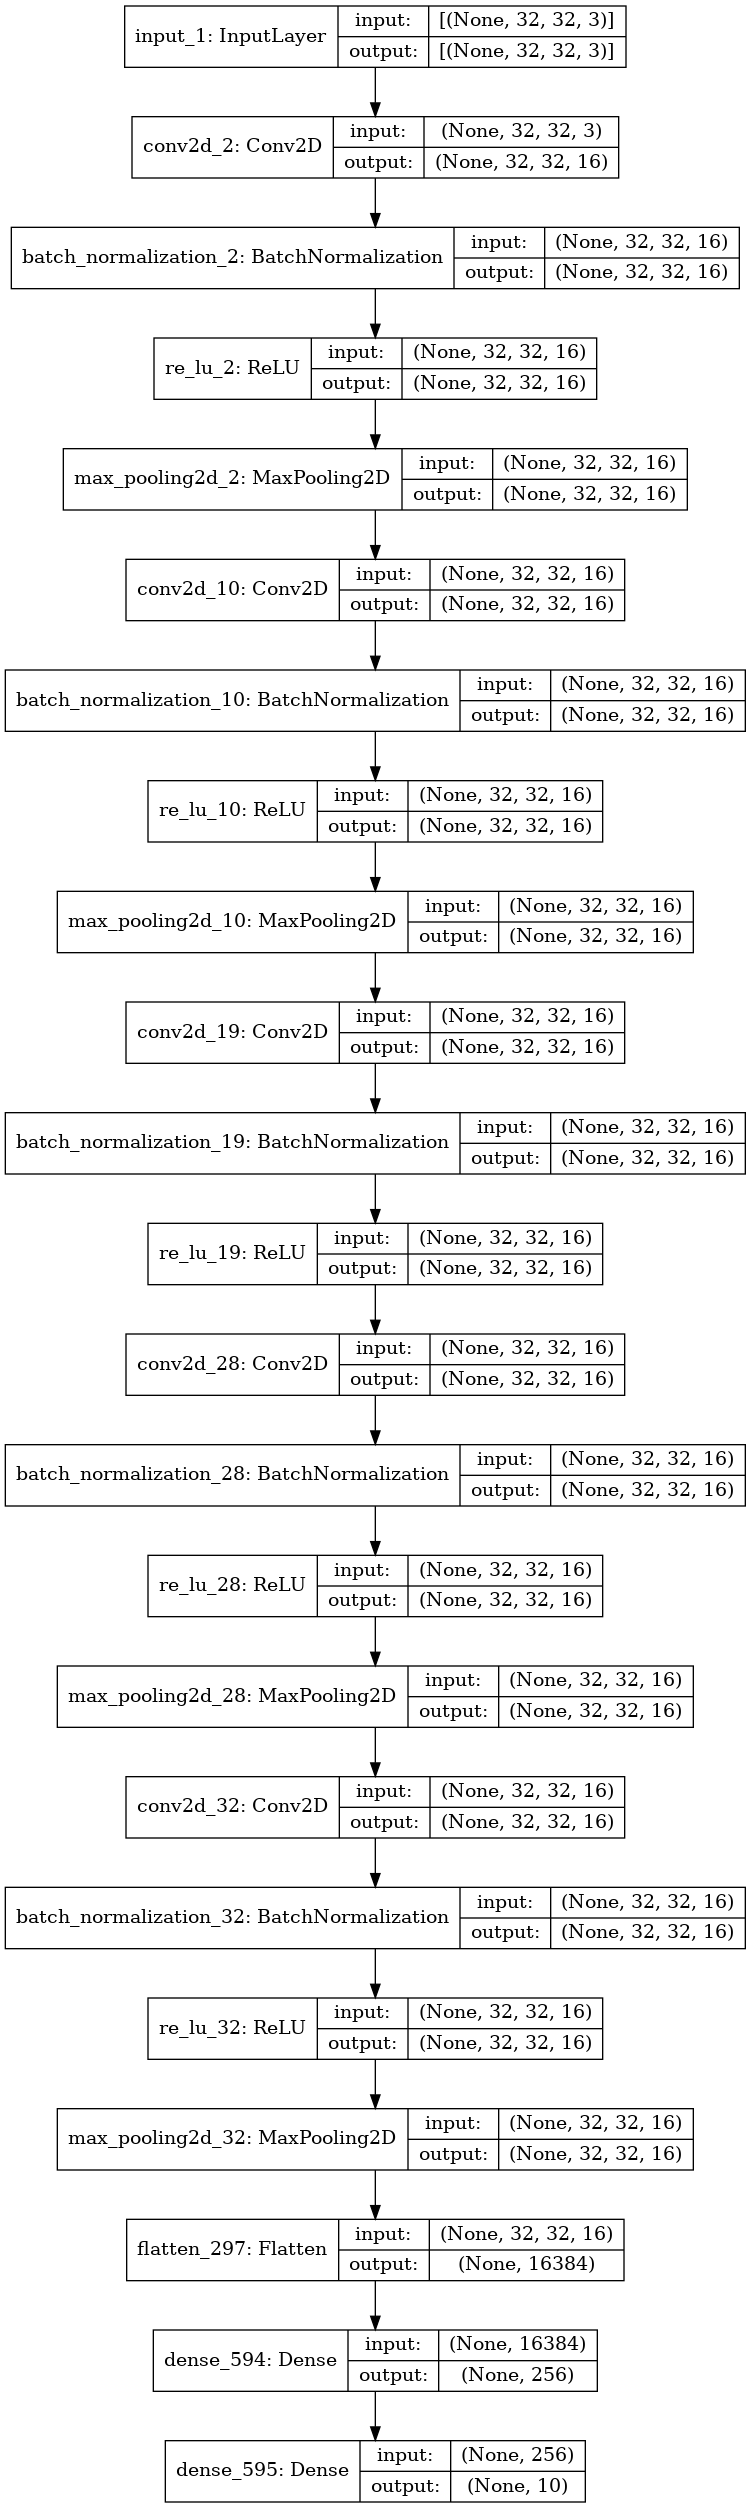 input_1: InputLayer
input: [(None, 32, 32, 3)]
output: [(None, 32, 32, 3)]
conv2d_2: Conv2D
input: (None, 32, 32, 3)
output: (None, 32, 32, 16)
batch_normalization_2: BatchNormalization
input: (None, 32, 32, 16)
output: (None, 32, 32, 16)
re_lu_2: ReLU
input: (None, 32, 32, 16)
output: (None, 32, 32, 16)
max_pooling2d_2: MaxPooling2D
input: (None, 32, 32, 16)
output: (None, 32, 32, 16)
conv2d_10: Conv2D
input: (None, 32, 32, 16)
output: (None, 32, 32, 16)
batch_normalization_10: BatchNormalization
input: (None, 32, 32, 16)
output: (None, 32, 32, 16)
re_lu_10: ReLU
input: (None, 32, 32, 16)
output: (None, 32, 32, 16)
max_pooling2d_10: MaxPooling2D
input: (None, 32, 32, 16)
output: (None, 32, 32, 16)
conv2d_19: Conv2D
input: (None, 32, 32, 16)
output: (None, 32, 32, 16)
batch_normalization_19: BatchNormalization
input: (None, 32, 32, 16)
output: (None, 32, 32, 16)
re_lu_19: ReLU
input: (None, 32, 32, 16)
output: (None, 32, 32, 16)
conv2d_28: Conv2D
input: (None, 32, 32, 16)
output: (None, 32, 32, 16)
batch_normalization_28: BatchNormalization
input: (None, 32, 32, 16)
output: (None, 32, 32, 16)
re_lu_28: ReLU
input: (None, 32, 32, 16)
output: (None, 32, 32, 16)
max_pooling2d_28: MaxPooling2D
input: (None, 32, 32, 16)
output: (None, 32, 32, 16)
conv2d_32: Conv2D
input: (None, 32, 32, 16)
output: (None, 32, 32, 16)
batch_normalization_32: BatchNormalization
input: (None, 32, 32, 16)
output: (None, 32, 32, 16)
re_lu_32: ReLU
input: (None, 32, 32, 16)
output: (None, 32, 32, 16)
max_pooling2d_32: MaxPooling2D
input: (None, 32, 32, 16)
output: (None, 32, 32, 16)
flatten_297: Flatten
input: (None, 32, 32, 16)
output: (None, 16384)
dense_594: Dense
input: (None, 16384)
output: (None, 256)
dense_595: Dense
input: (None, 256)
output: (None, 10)